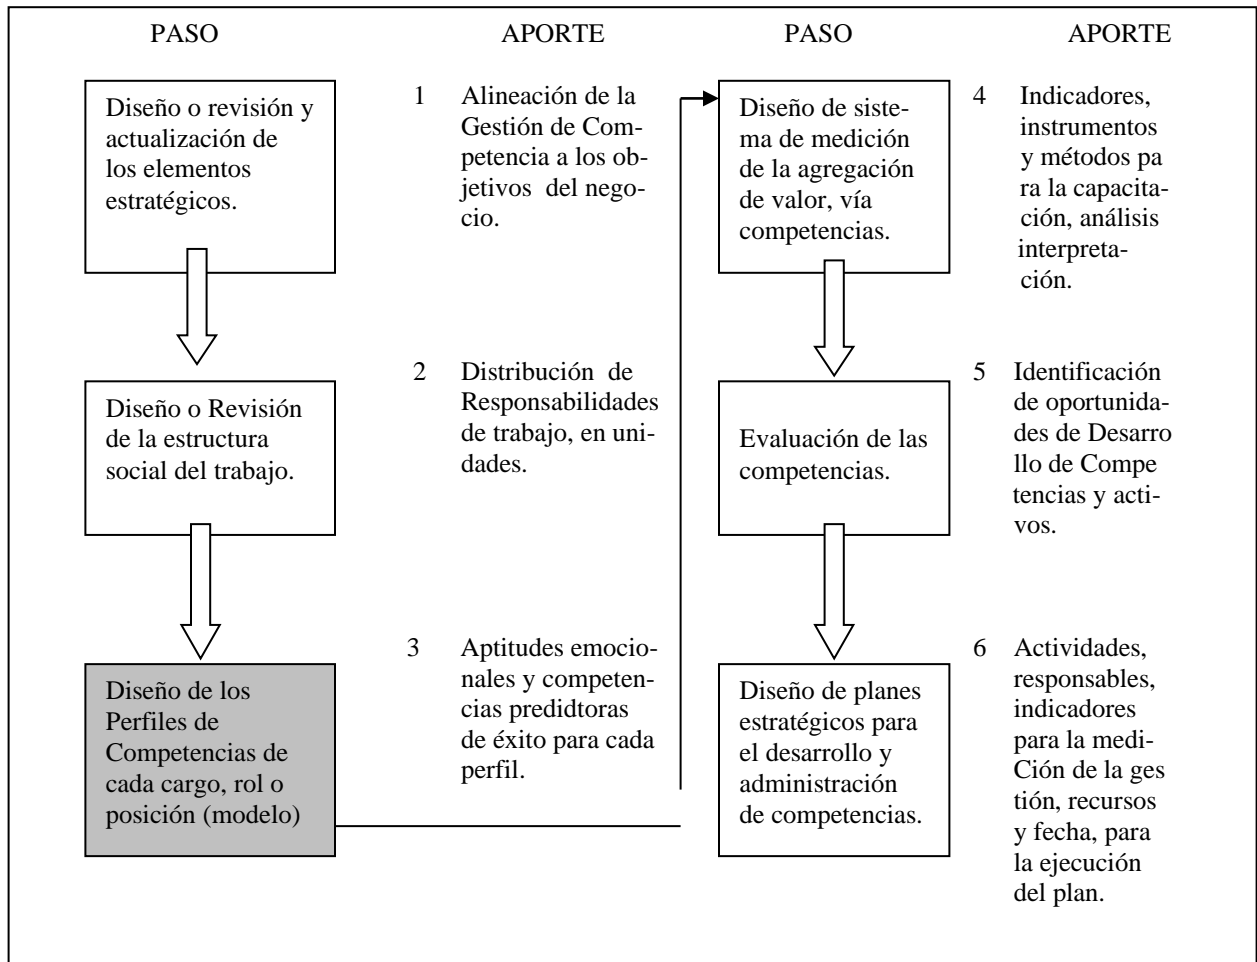 PASO
APORTE
PASO
APORTE
Diseño o revisión y
actualización de
los elementos
estratégicos.
1
Alineación de la
Gestión de Com-
petencia a los ob-
jetivos del nego-
cio.
Diseño o Revisión
de la estructura
social del trabajo.
2
Distribución de
Responsabilidades
de trabajo, en uni-
dades.
Diseño de los
Perfiles de
Competencias de
cada cargo, rol o
posición (modelo)
3
Aptitudes emocio-
nales y competen-
cias predidtoras
de éxito para cada
perfil.
Diseño de siste-
ma de medición
de la agregación
de valor, vía
competencias.
4
Indicadores,
instrumentos
y métodos pa
ra la capacita-
ción, análisis
interpreta-
ción.
Evaluación de las
competencias.
5
Identificación
de oportunida-
des de Desarro
llo de Compe
tencias y acti-
vos.
Diseño de planes
estratégicos para
el desarrollo y
administración
de competencias.
6
Actividades,
responsables,
indicadores
para la medi-
Ción de la ges
tión, recursos
y fecha, para
la ejecución
del plan.